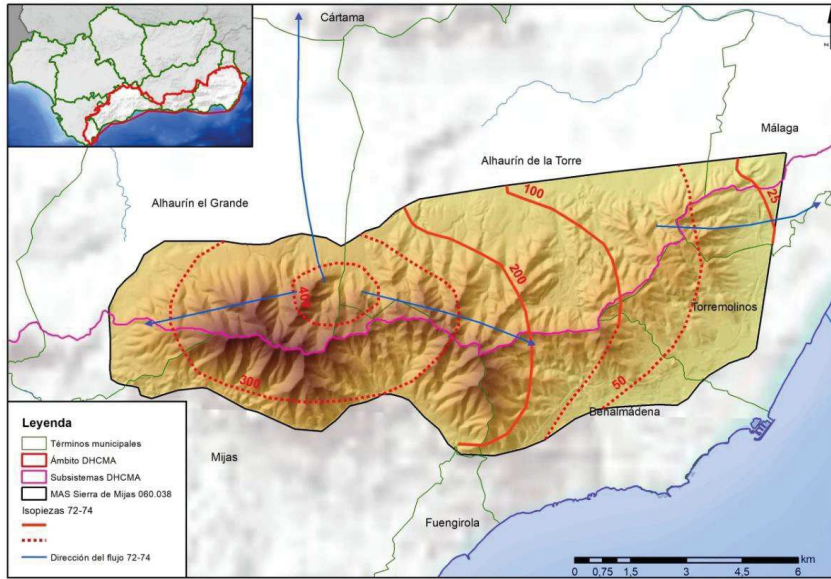 Cártama
Málaga
Alhaurín de la Torre
Alhaurín el Grande
100
25
200
400
Torremolinos
300
50
Benalmádena
Mijas
Fuengirola
Leyenda
Términos municipales
Ámbito DHCMA
Subsistemas DHCMA
MAS Sierra de Mijas 060.038
Isopiezas 72-74
Dirección del flujo 72-74
km
0 0,75 1,5 3 4,5 6